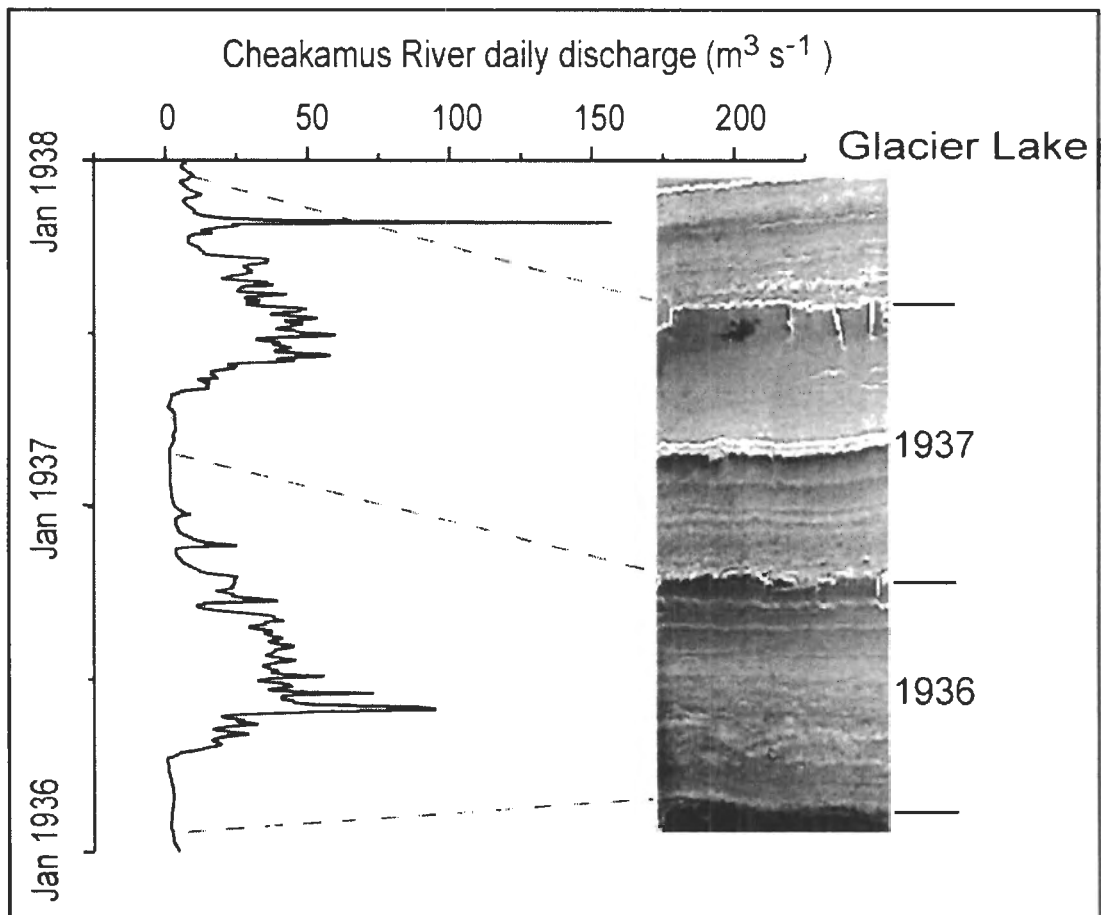 Cheakamus River daily discharge (m³ s⁻¹ )
0 50 100 150 200
Glacier Lake
Jan 1938
1937
Jan 1937
1936
Jan 1936